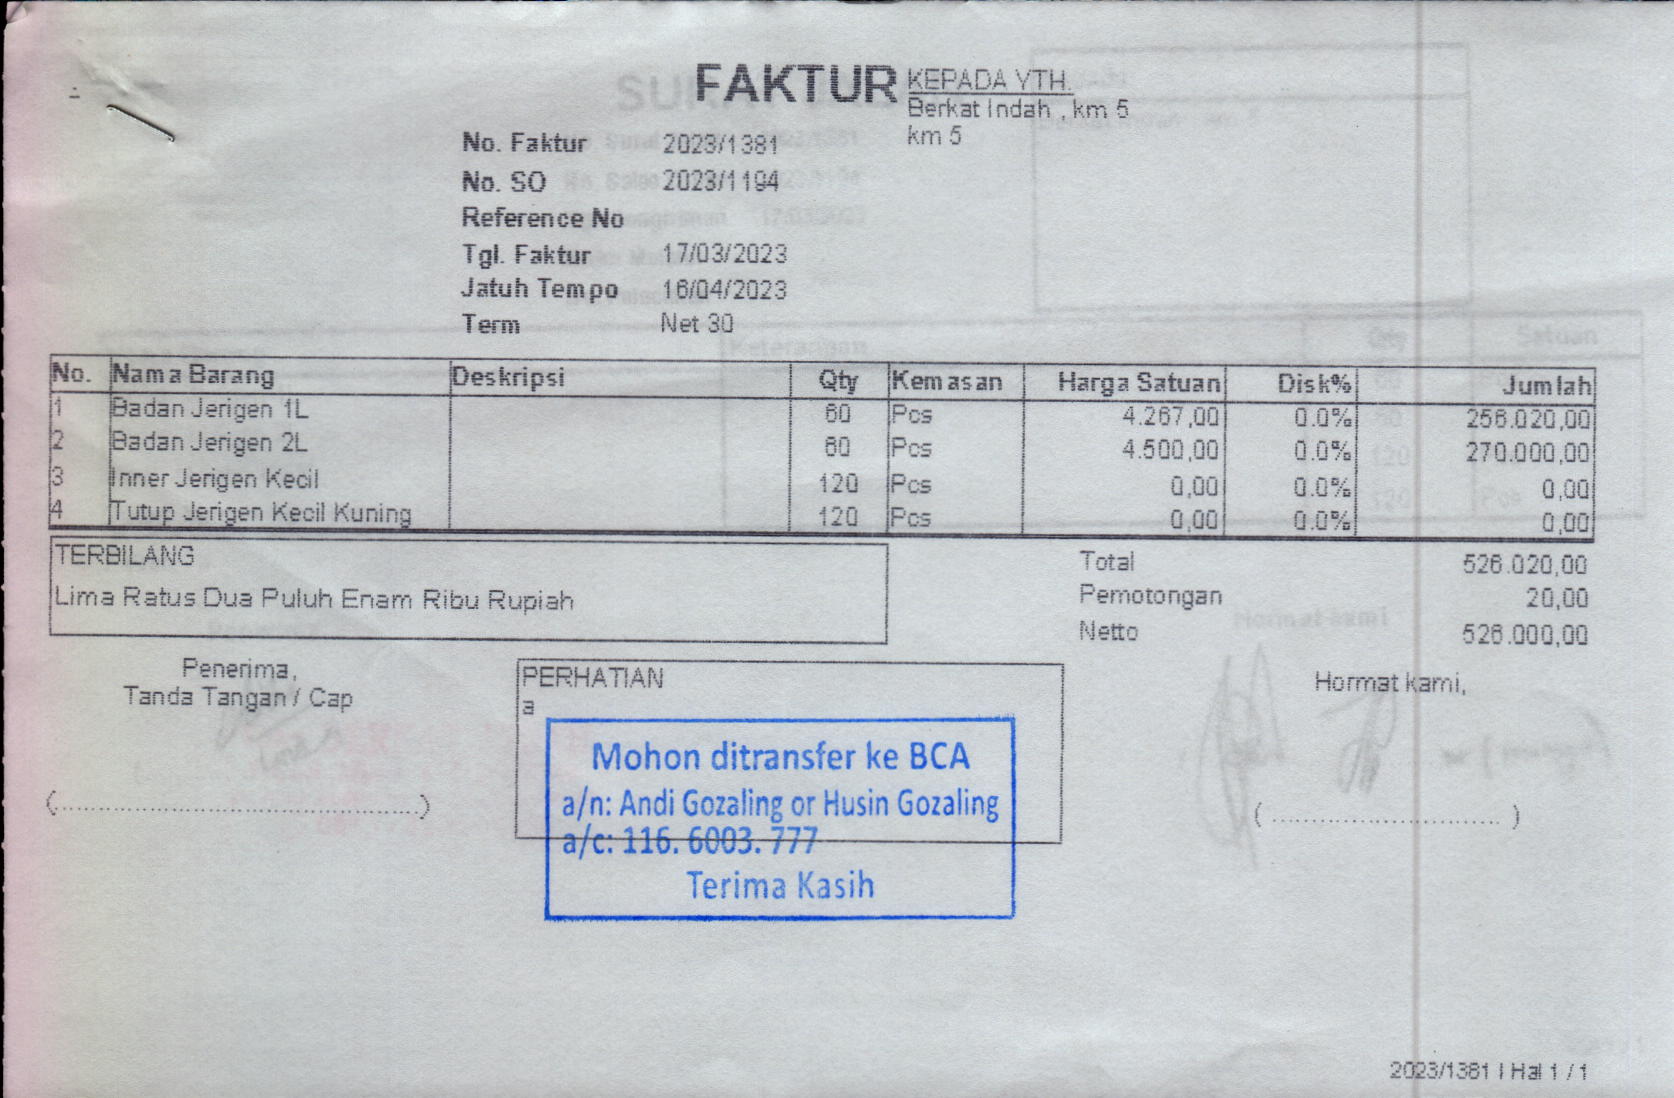 FAKTUR
KEPADA YTH.
Berkat Indah , km 5
km 5
No. Faktur 2023/1381
No. SO 2023/1194
Reference No
Tgl. Faktur 17/03/2023
Jatuh Tempo 16/04/2023
Term Net 30
No. Nama Barang Deskripsi Qty Kemasan Harga Satuan Disk% Jumlah
1 Badan Jerigen 1L 60 Pcs 4.267,00 0.0% 256.020,00
2 Badan Jerigen 2L 60 Pcs 4.500,00 0.0% 270.000,00
3 Inner Jerigen Kecil 120 Pcs 0,00 0.0% 0,00
4 Tutup Jerigen Kecil Kuning 120 Pcs 0,00 0.0% 0,00
TERBILANG
Lima Ratus Dua Puluh Enam Ribu Rupiah
Total 526.020,00
Pemotongan 20,00
Netto 526.000,00
Penerima,
Tanda Tangan / Cap
(..................................................)
PERHATIAN
a
Mohon ditransfer ke BCA
a/n: Andi Gozaling or Husin Gozaling
a/c: 116. 6003. 777
Terima Kasih
Hormat kami,
( ................................ )
2023/1381 | Hal 1 / 1